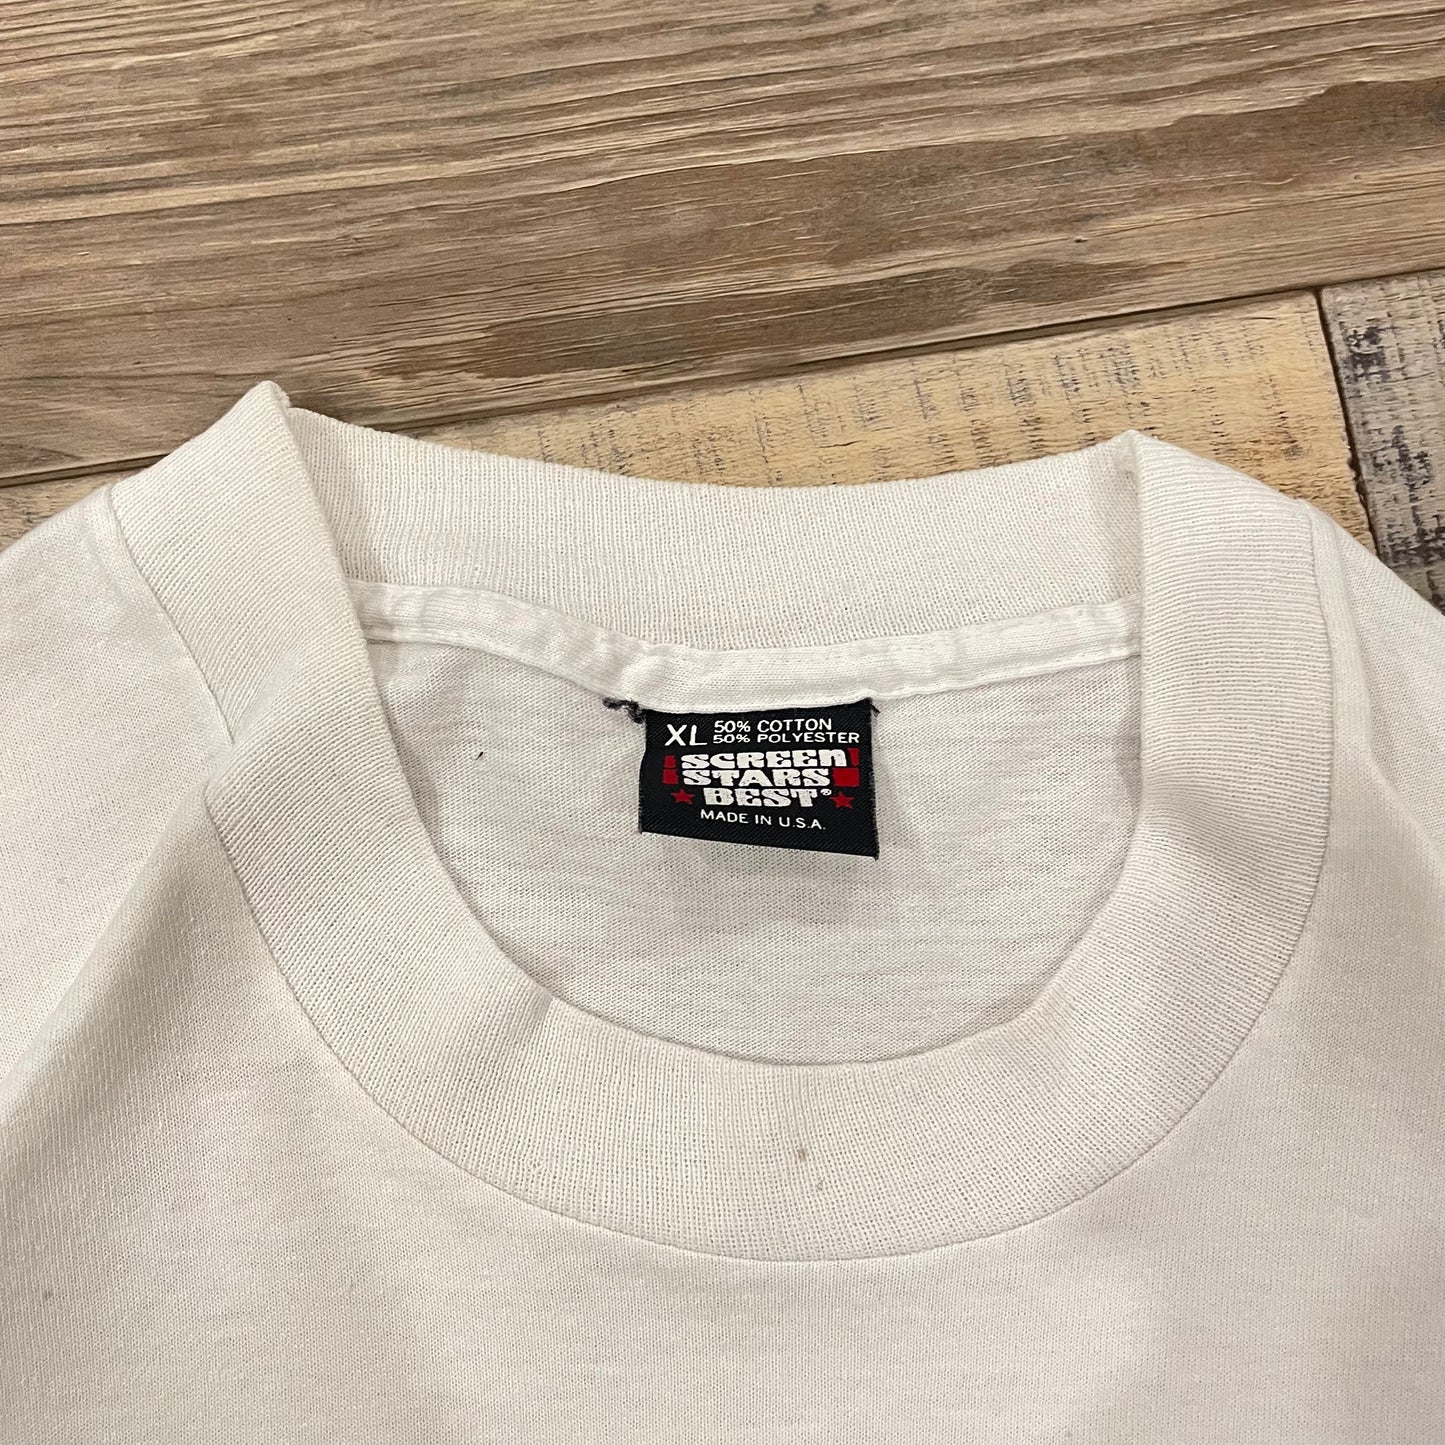 XL 50% COTTON
50% POLYESTER
SCREEN
STARS
BEST®
MADE IN U.S.A.